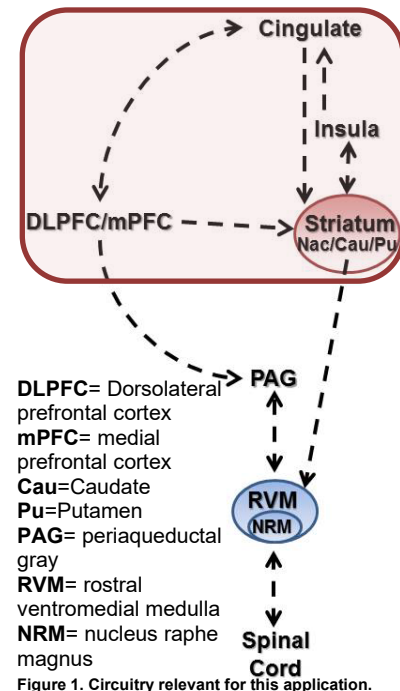 Cingulate
Insula
DLPFC/mPFC
Striatum
Nac/Cau/Pu
PAG
DLPFC= Dorsolateral
prefrontal cortex
mPFC= medial
prefrontal cortex
Cau=Caudate
Pu=Putamen
PAG= periaqueductal
gray
RVM= rostral
ventromedial medulla
NRM= nucleus raphe
magnus
RVM
NRM
Spinal
Cord
Figure 1. Circuitry relevant for this application.